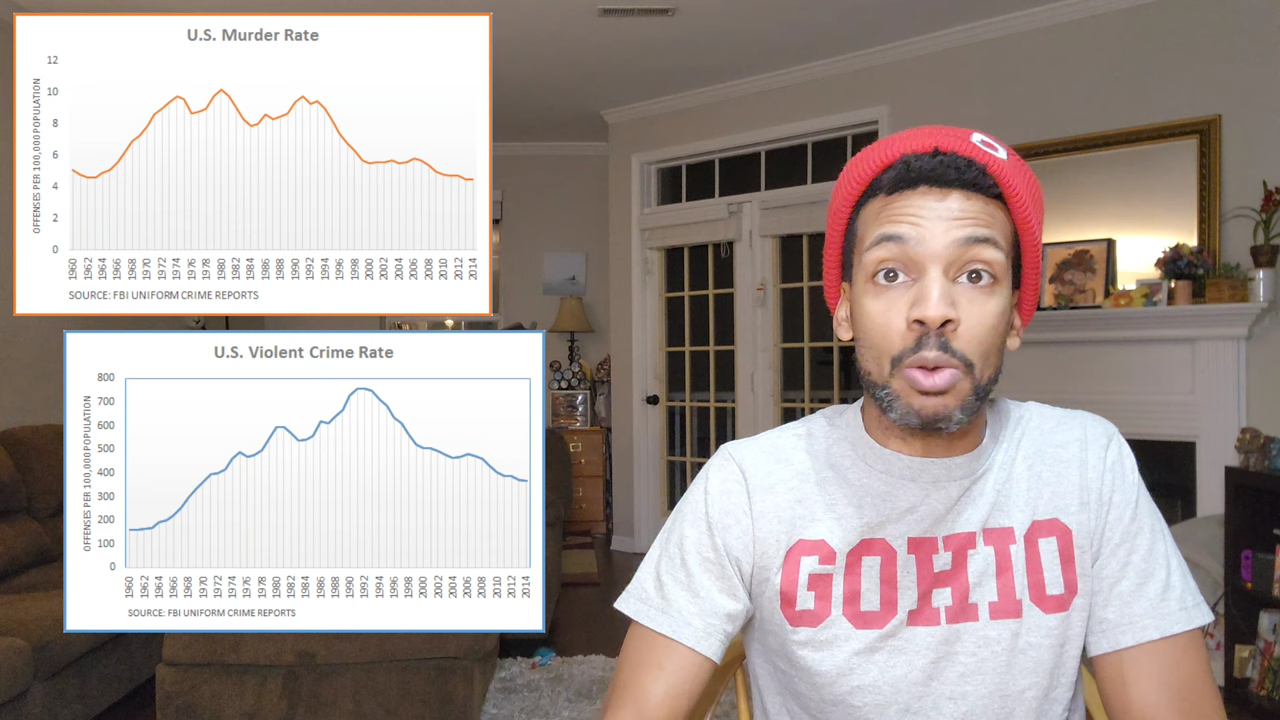 U.S. Murder Rate
12
10
8
6
4
2
0
OFFENSES PER 100,000 POPULATION
1960 1962 1964 1966 1968 1970 1972 1974 1976 1978 1980 1982 1984 1986 1988 1990 1992 1994 1996 1998 2000 2002 2004 2006 2008 2010 2012 2014
SOURCE: FBI UNIFORM CRIME REPORTS
U.S. Violent Crime Rate
800
700
600
500
400
300
200
100
0
OFFENSES PER 100,000 POPULATION
1960 1962 1964 1966 1968 1970 1972 1974 1976 1978 1980 1982 1984 1986 1988 1990 1992 1994 1996 1998 2000 2002 2004 2006 2008 2010 2012 2014
SOURCE: FBI UNIFORM CRIME REPORTS
GOHIO